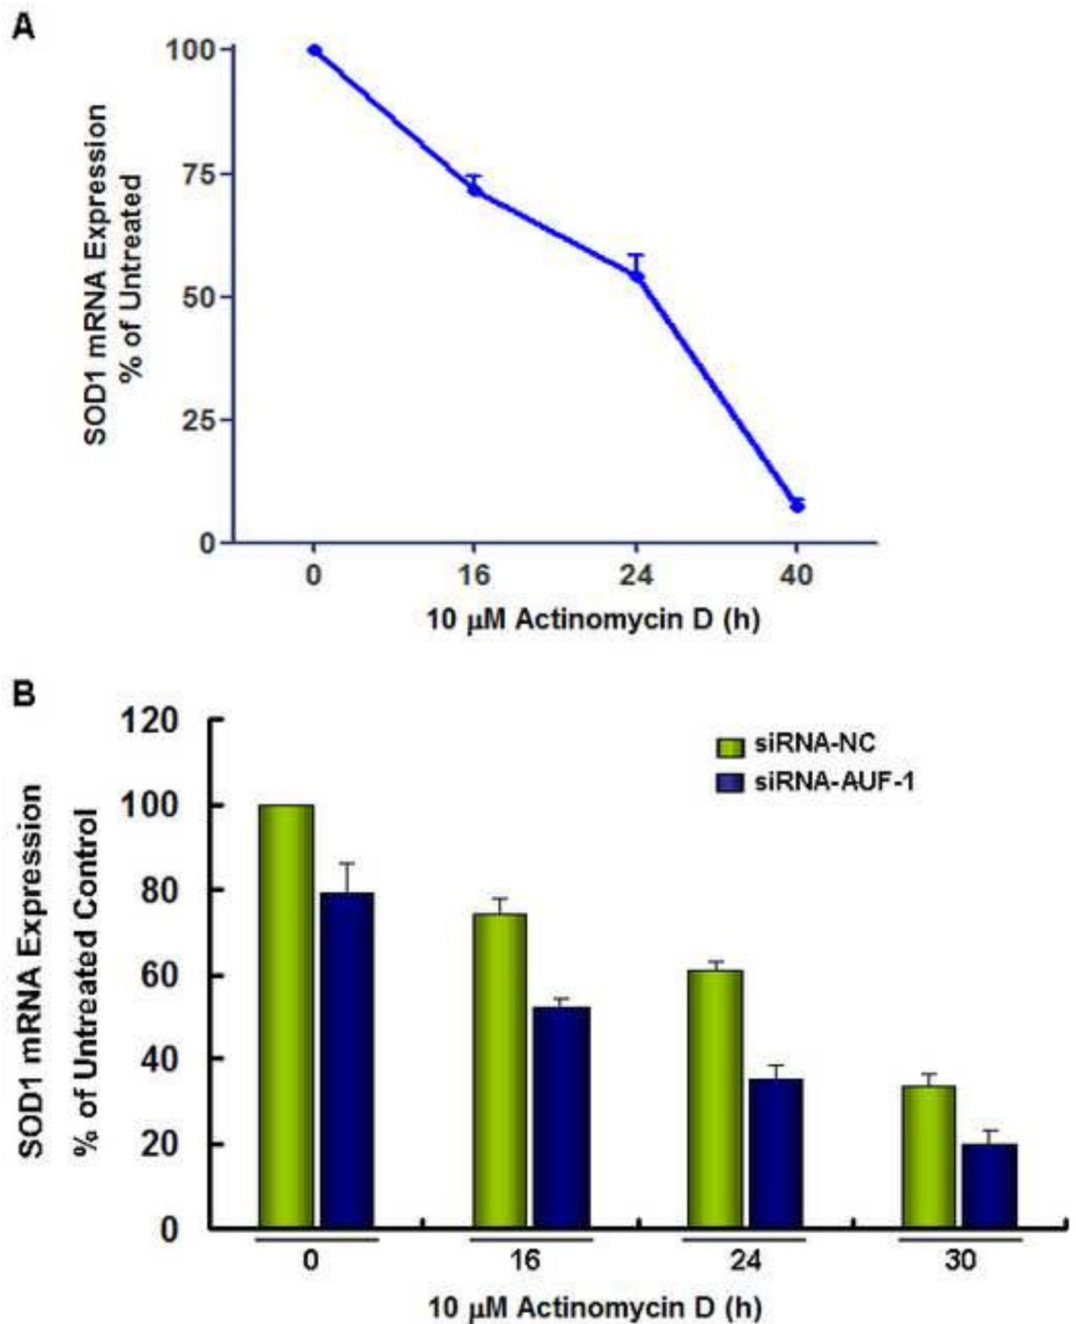 A
100
75
50
25
0
SOD1 mRNA Expression
% of Untreated
0 16 24 40
10 µM Actinomycin D (h)
B
120
100
80
60
40
20
0
SOD1 mRNA Expression
% of Untreated Control
siRNA-NC
siRNA-AUF-1
0 16 24 30
10 µM Actinomycin D (h)